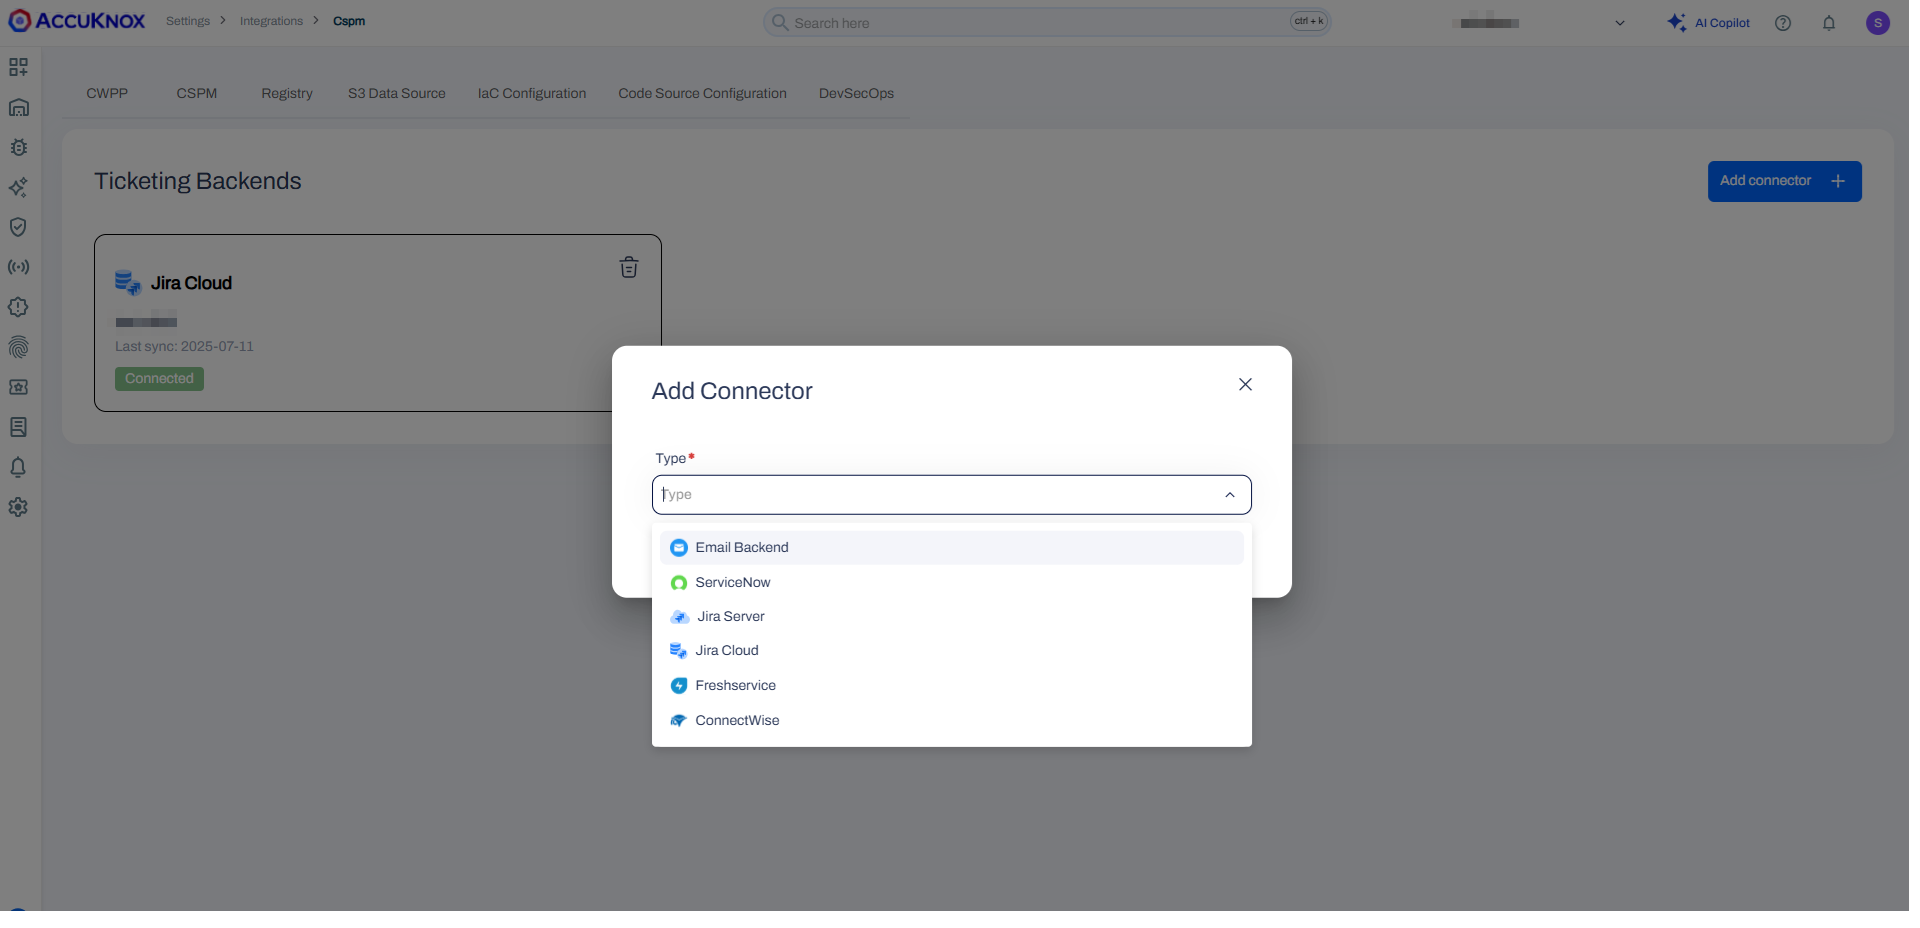 ACCUKNOX
Settings > Integrations > Cspm
Search here
ctrl + k
AI Copilot
S
CWPP CSPM Registry S3 Data Source IaC Configuration Code Source Configuration DevSecOps
Ticketing Backends
Add connector
Jira Cloud
Last sync: 2025-07-11
Connected
Add Connector
Type*
Type
Email Backend
ServiceNow
Jira Server
Jira Cloud
Freshservice
ConnectWise